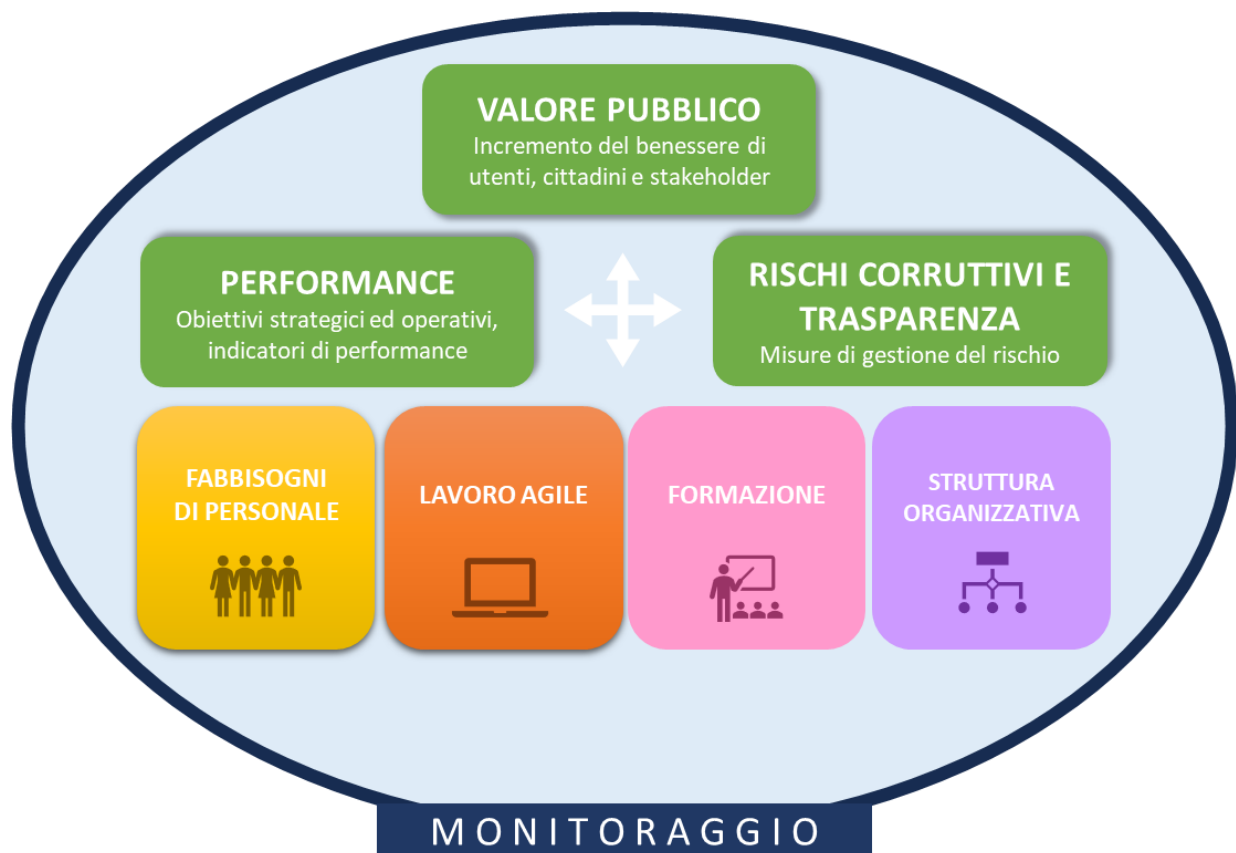 VALORE PUBBLICO
Incremento del benessere di
utenti, cittadini e stakeholder
PERFORMANCE
Obiettivi strategici ed operativi,
indicatori di performance
RISCHI CORRUTTIVI E
TRASPARENZA
Misure di gestione del rischio
FABBISOGNI
DI PERSONALE
LAVORO AGILE
FORMAZIONE
STRUTTURA
ORGANIZZATIVA
MONITORAGGIO